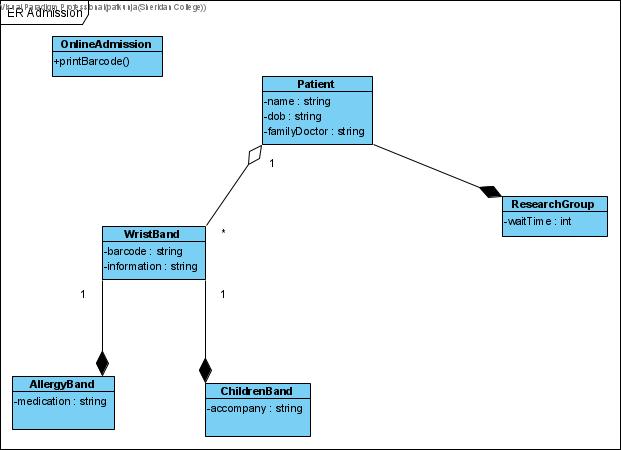 Visual Paradigm Professional(patkunja(Sheridan College))
ER Admission
OnlineAdmission
+printBarcode()
Patient
-name : string
-dob : string
-familyDoctor : string
1
ResearchGroup
-waitTime : int
*
WristBand
-barcode : string
-information : string
1
1
AllergyBand
-medication : string
ChildrenBand
-accompany : string